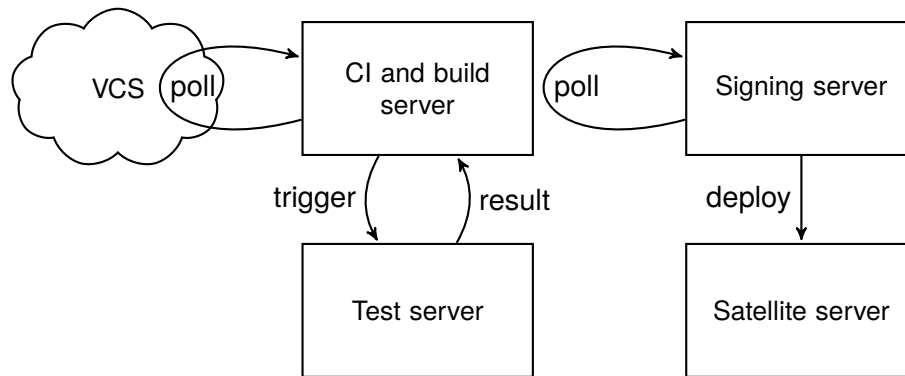 VCS
poll
CI and build
server
poll
Signing server
trigger
result
deploy
Test server
Satellite server